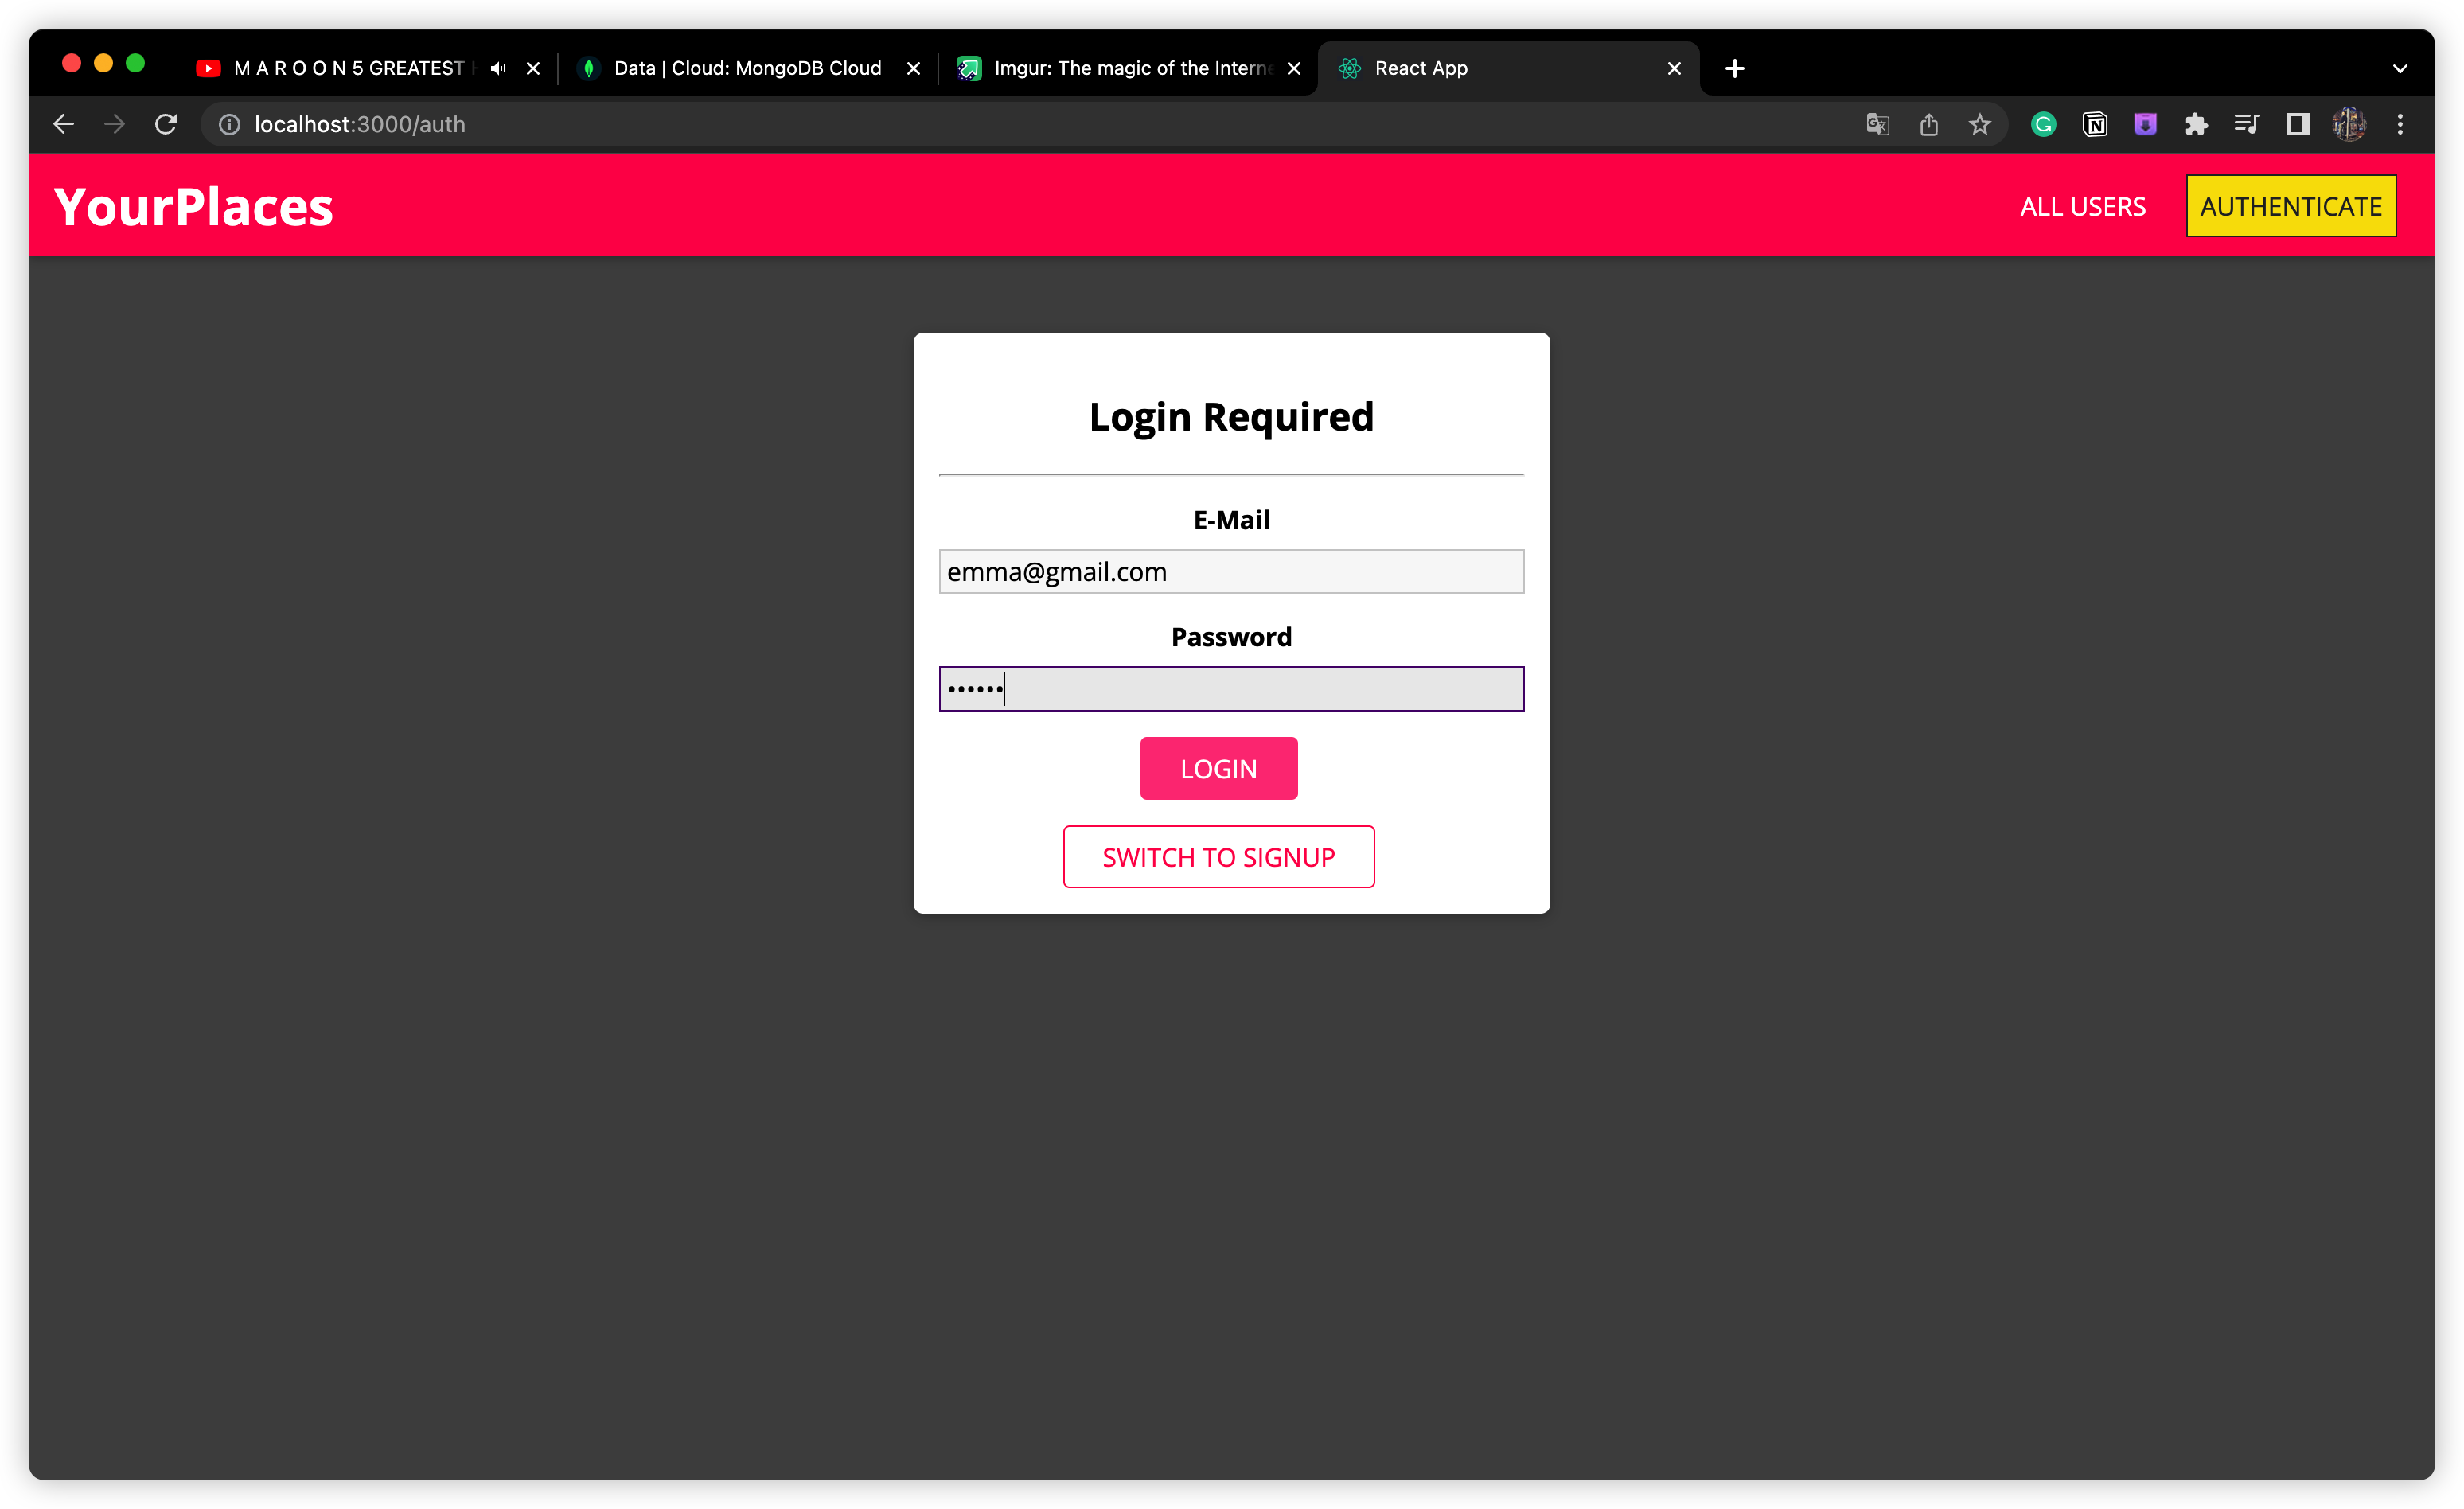 M A R O O N 5 GREATEST
Data | Cloud: MongoDB Cloud
Imgur: The magic of the Interne
React App
localhost:3000/auth
YourPlaces
ALL USERS
AUTHENTICATE
Login Required
E-Mail
emma@gmail.com
Password
••••••
LOGIN
SWITCH TO SIGNUP